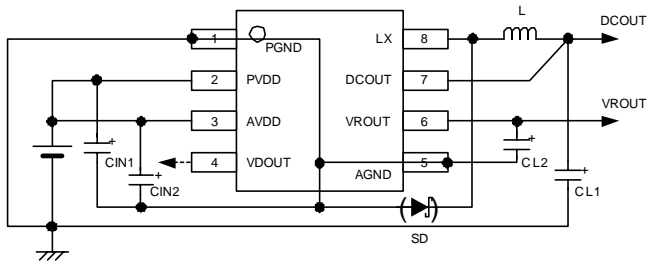 L
DCOUT
1 PGND LX 8
2 PVDD DCOUT 7
VROUT
3 AVDD VROUT 6
4 VDOUT AGND 5
+ CIN1
+ CIN2
+ CL2
+ CL1
( )
SD